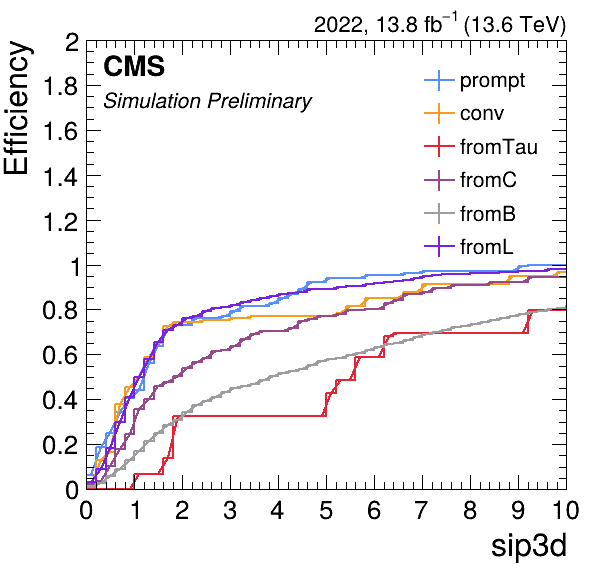 2022, 13.8 fb⁻¹ (13.6 TeV)
Efficiency
2
1.8
1.6
1.4
1.2
1
0.8
0.6
0.4
0.2
0
CMS
Simulation Preliminary
prompt
conv
fromTau
fromC
fromB
fromL
0 1 2 3 4 5 6 7 8 9 10
sip3d